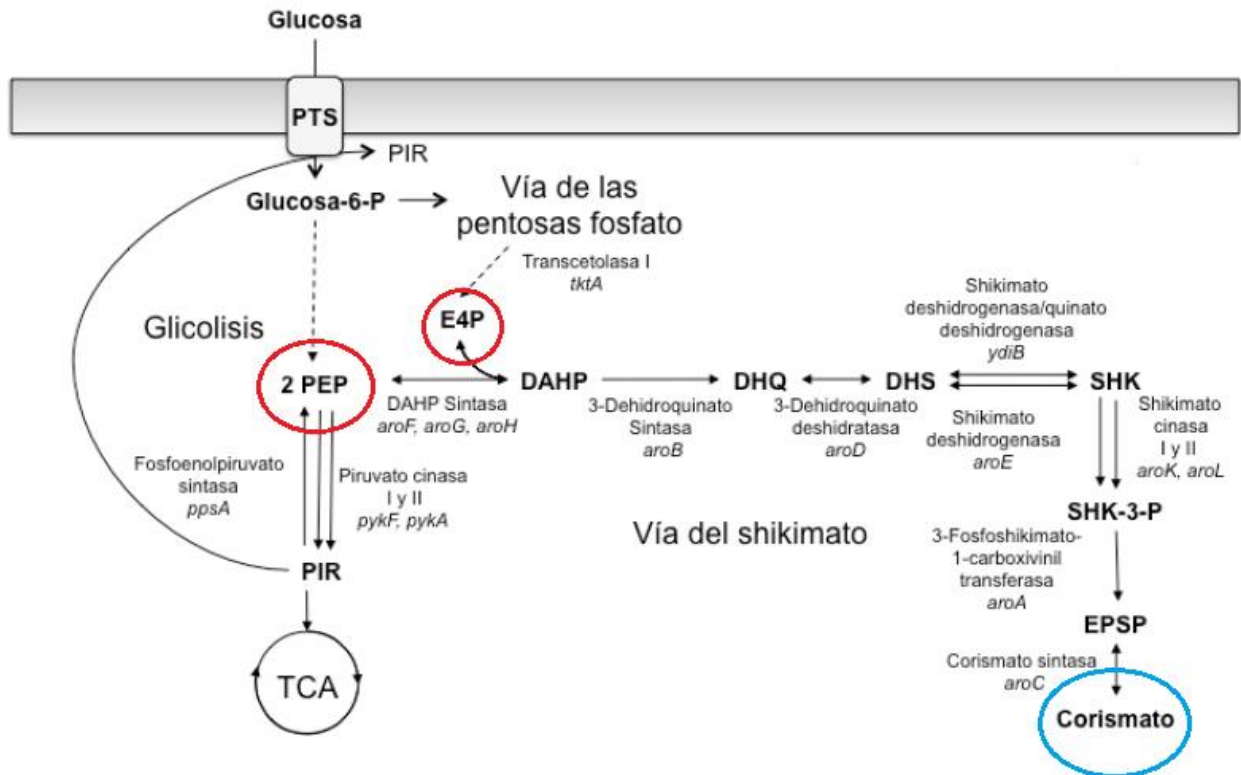 Glucosa
PTS
PIR
Glucosa-6-P
Vía de las
pentosas fosfato
Transcetolasa I
tktA
Glicolisis
E4P
2 PEP
DAHP
DHQ
DHS
SHK
DAHP Sintasa
aroF, aroG, aroH
3-Dehidroquinato
Sintasa
aroB
3-Dehidroquinato
deshidratasa
aroD
Shikimato
deshidrogenasa/quinato
deshidrogenasa
ydiB
Shikimato
deshidrogenasa
aroE
Shikimato
cinasa
I y II
aroK, aroL
Fosfoenolpiruvato
sintasa
ppsA
Piruvato cinasa
I y II
pykF, pykA
Vía del shikimato
SHK-3-P
3-Fosfoshikimato-
1-carboxivinil
transferasa
aroA
PIR
EPSP
TCA
Corismato sintasa
aroC
Corismato